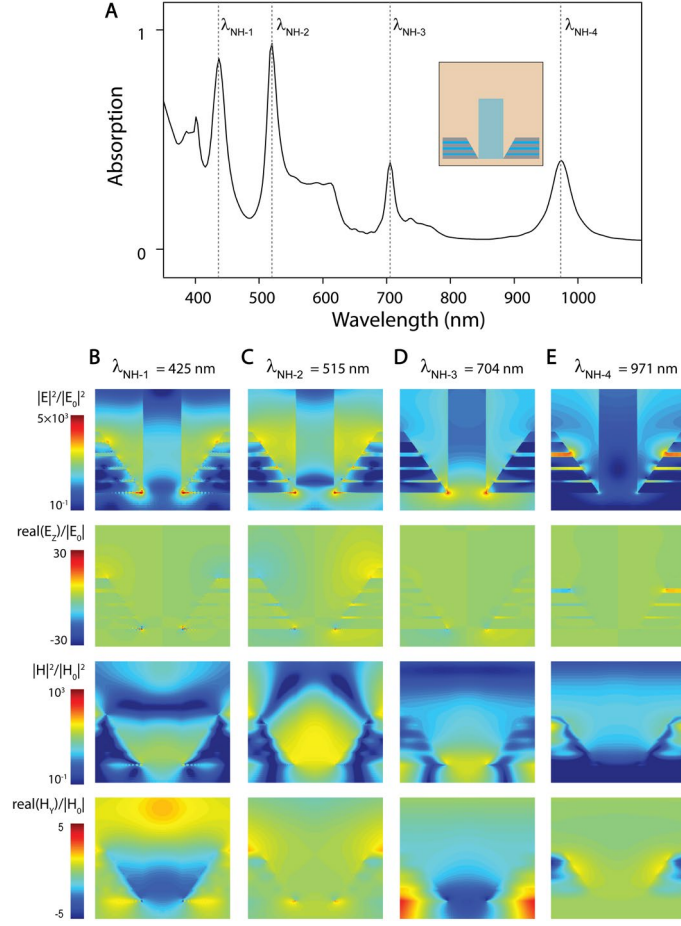 A
λNH-1
λNH-2
λNH-3
λNH-4
1
0
Absorption
400
500
600
700
800
900
1000
Wavelength (nm)
B
C
D
E
λNH-1 = 425 nm
λNH-2 = 515 nm
λNH-3 = 704 nm
λNH-4 = 971 nm
|E|²/|E0|²
5×10³
10⁻¹
real(EZ)/|E0|
30
-30
|H|²/|H0|²
10³
10⁻¹
real(HY)/|H0|
5
-5